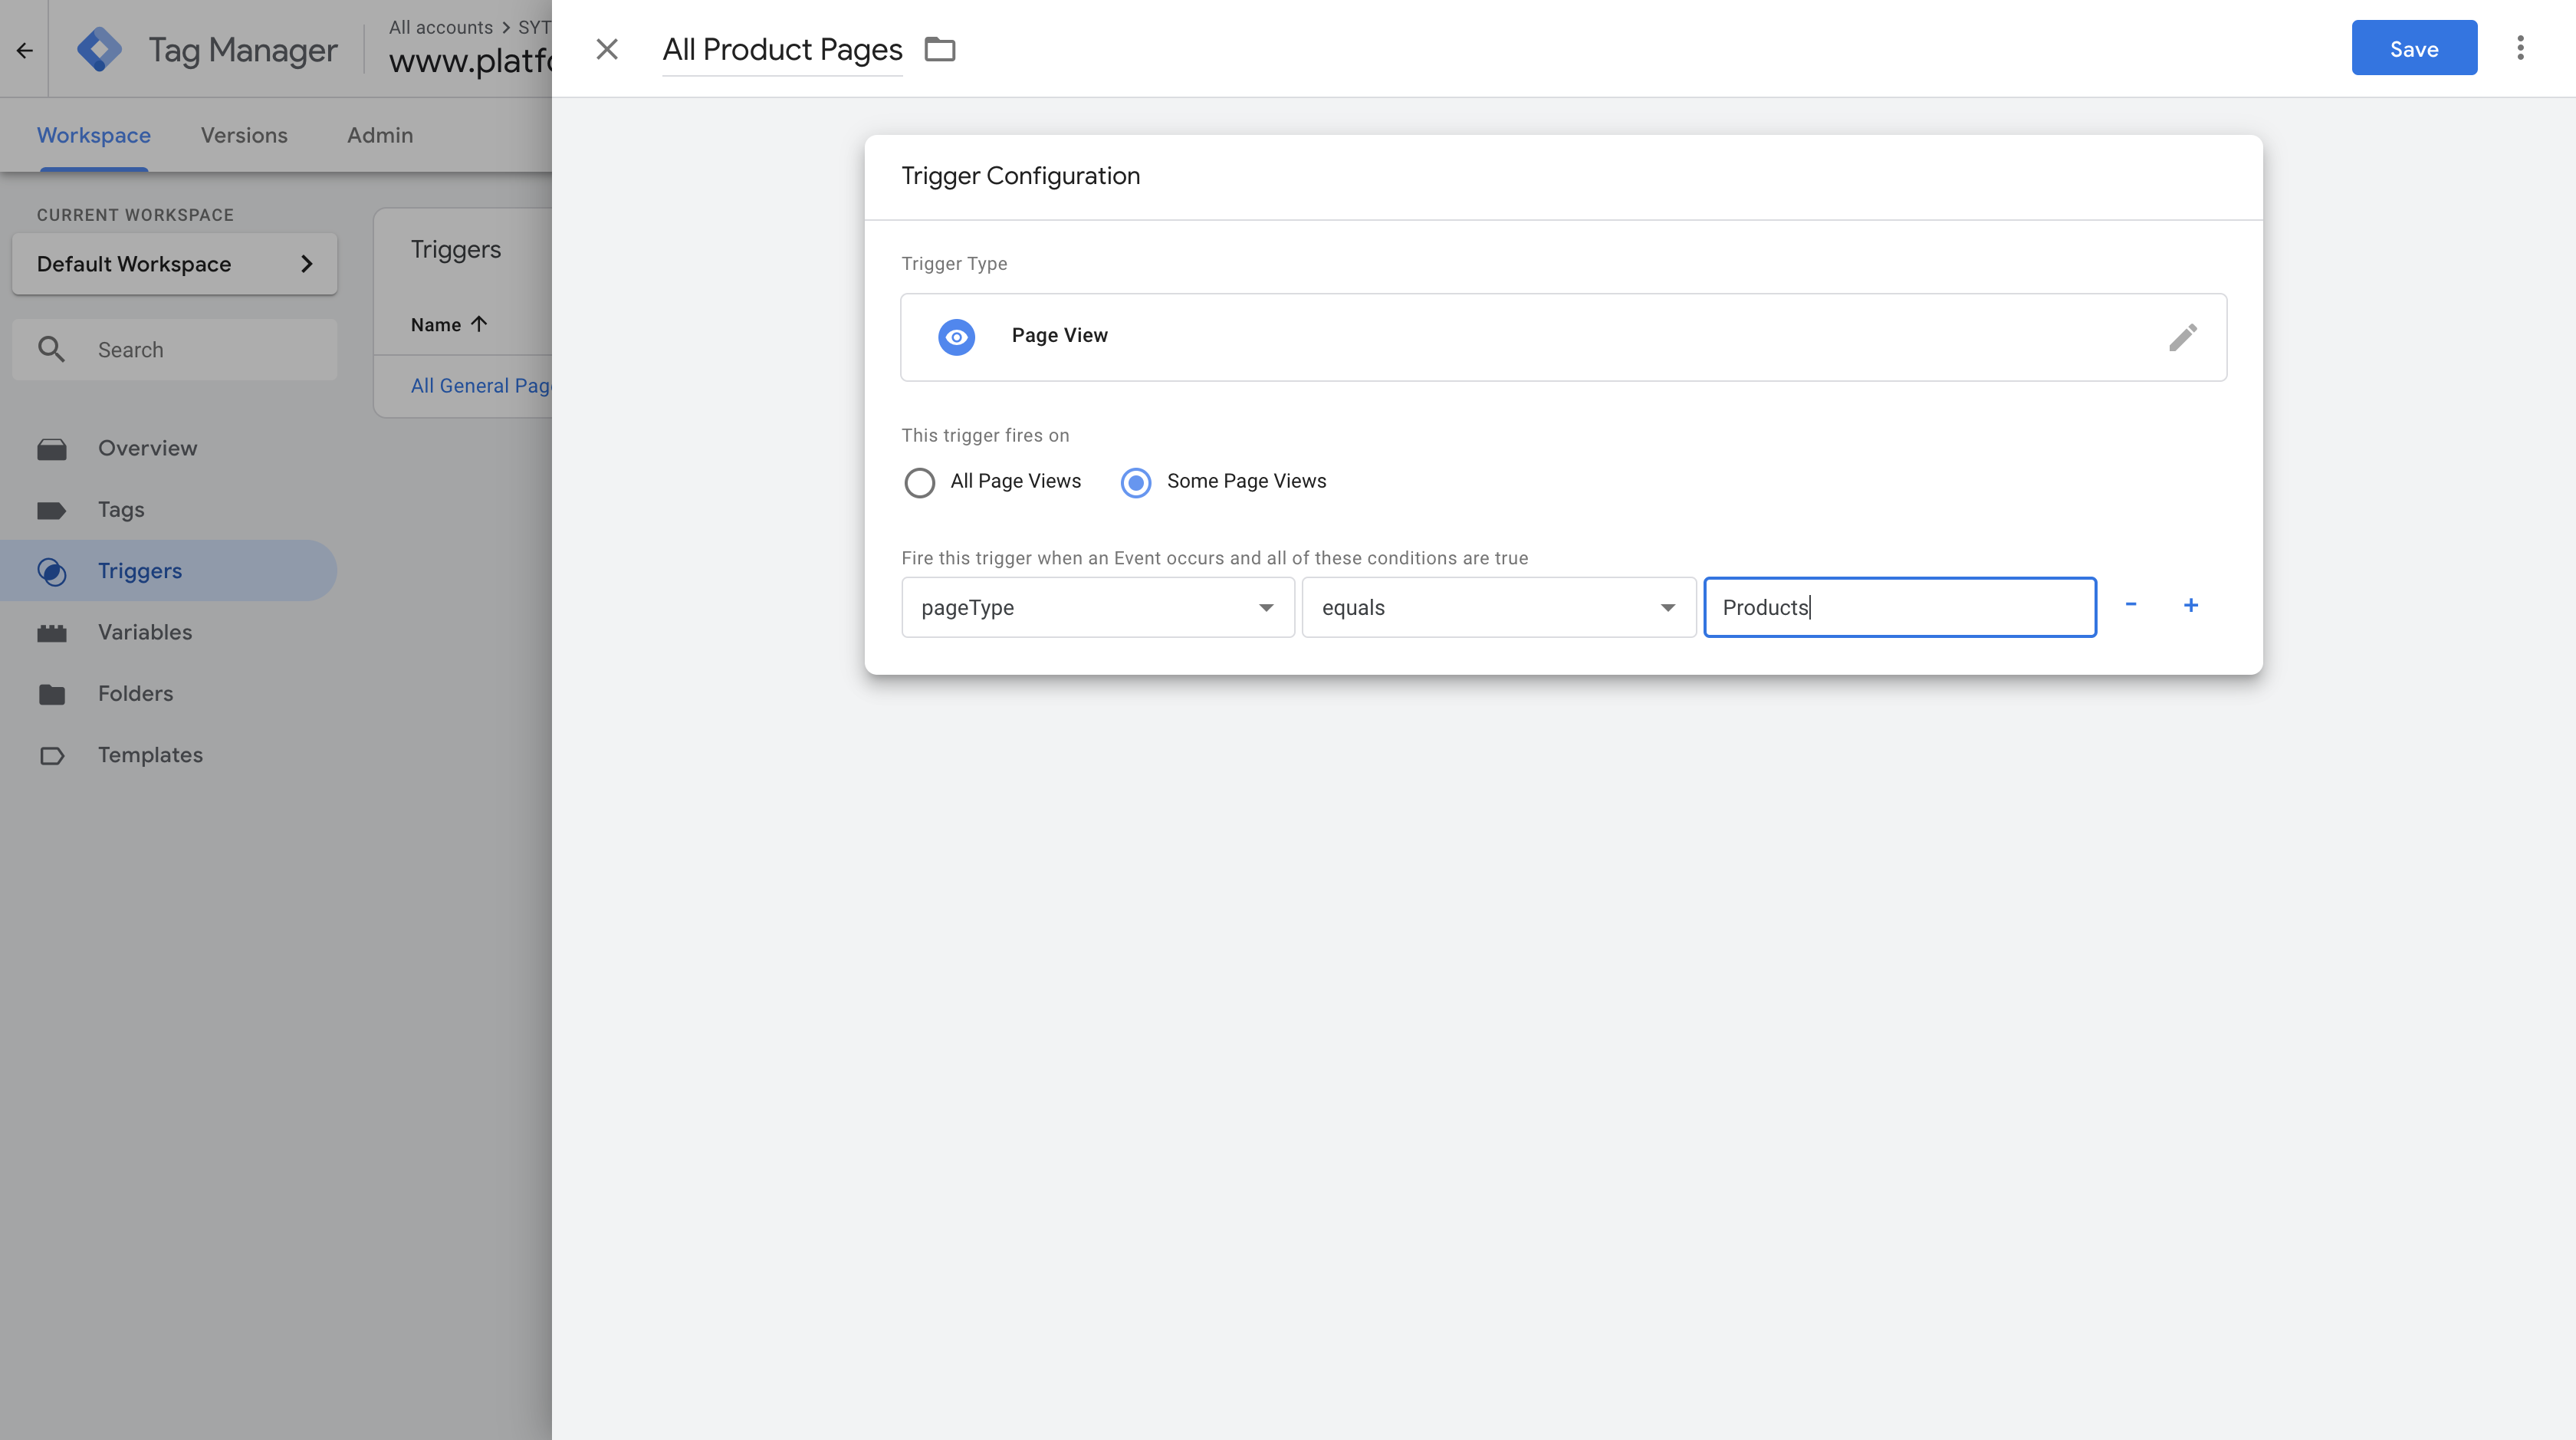 Tag Manager
All accounts > SYT
www.platfo
All Product Pages
Save
Workspace
Versions
Admin
CURRENT WORKSPACE
Default Workspace
Search
Overview
Tags
Triggers
Variables
Folders
Templates
Triggers
Name
All General Page
Trigger Configuration
Trigger Type
Page View
This trigger fires on
All Page Views
Some Page Views
Fire this trigger when an Event occurs and all of these conditions are true
pageType
equals
Products
-
+